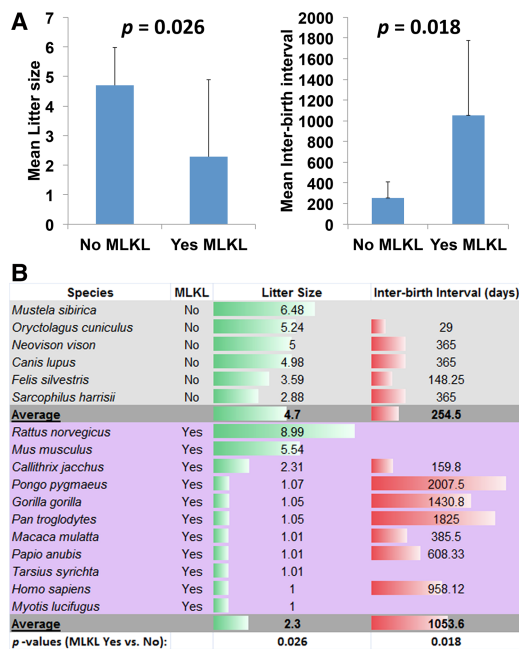 A
p = 0.026
7
6
5
4
3
2
1
0
Mean Litter size
No MLKL Yes MLKL
p = 0.018
2000
1800
1600
1400
1200
1000
800
600
400
200
0
Mean Inter-birth interval
No MLKL Yes MLKL
B
Species MLKL Litter Size Inter-birth Interval (days)
Mustela sibirica No 6.48
Oryctolagus cuniculus No 5.24 29
Neovison vison No 5 365
Canis lupus No 4.98 365
Felis silvestris No 3.59 148.25
Sarcophilus harrisii No 2.88 365
Average 4.7 254.5
Rattus norvegicus Yes 8.99
Mus musculus Yes 5.54
Callithrix jacchus Yes 2.31 159.8
Pongo pygmaeus Yes 1.07 2007.5
Gorilla gorilla Yes 1.05 1430.8
Pan troglodytes Yes 1.05 1825
Macaca mulatta Yes 1.01 385.5
Papio anubis Yes 1.01 608.33
Tarsius syrichta Yes 1.01
Homo sapiens Yes 1 958.12
Myotis lucifugus Yes 1
Average 2.3 1053.6
p -values (MLKL Yes vs. No): 0.026 0.018